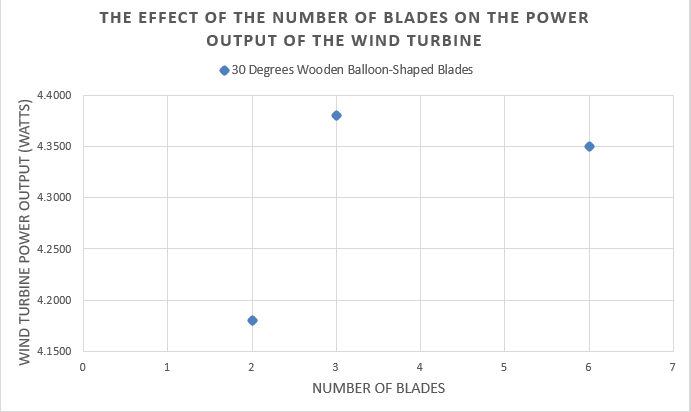 THE EFFECT OF THE NUMBER OF BLADES ON THE POWER
OUTPUT OF THE WIND TURBINE
30 Degrees Wooden Balloon-Shaped Blades
WIND TURBINE POWER OUTPUT (WATTS)
4.4000
4.3500
4.3000
4.2500
4.2000
4.1500
0 1 2 3 4 5 6 7
NUMBER OF BLADES